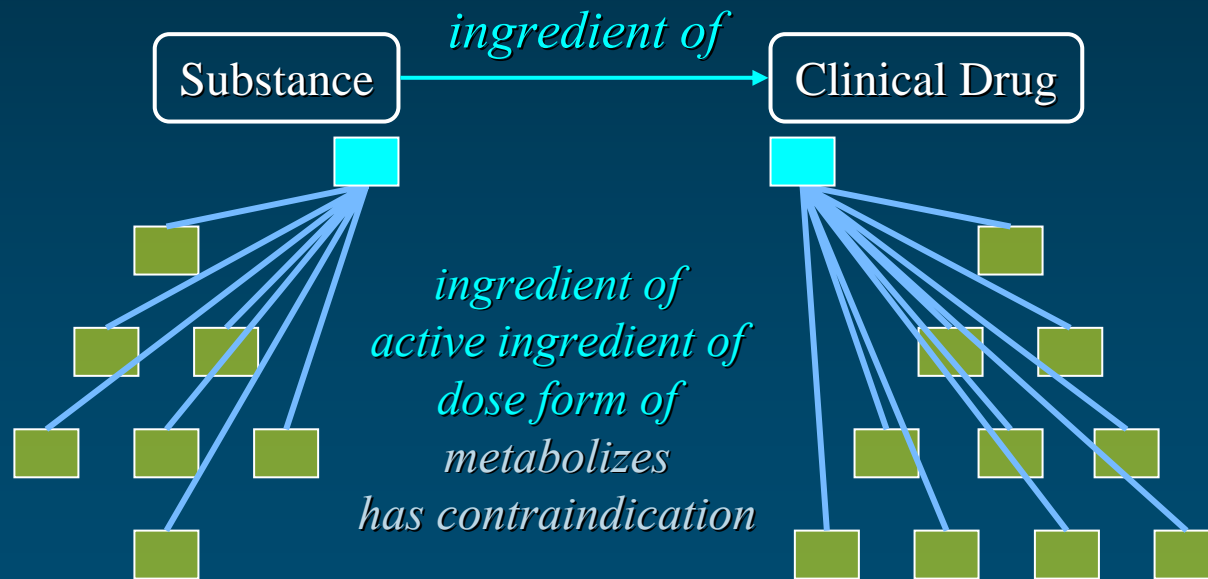 ingredient of
Substance
Clinical Drug
ingredient of
active ingredient of
dose form of
metabolizes
has contraindication